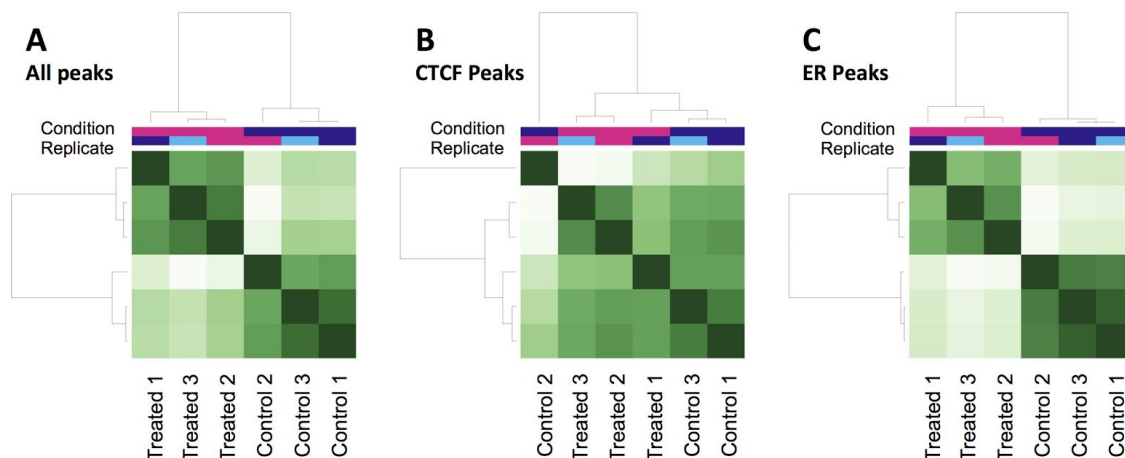 A
All peaks
Condition
Replicate
Treated 1
Treated 3
Treated 2
Control 2
Control 3
Control 1
B
CTCF Peaks
Condition
Replicate
Control 2
Treated 3
Treated 2
Treated 1
Control 3
Control 1
C
ER Peaks
Condition
Replicate
Treated 1
Treated 3
Treated 2
Control 2
Control 3
Control 1